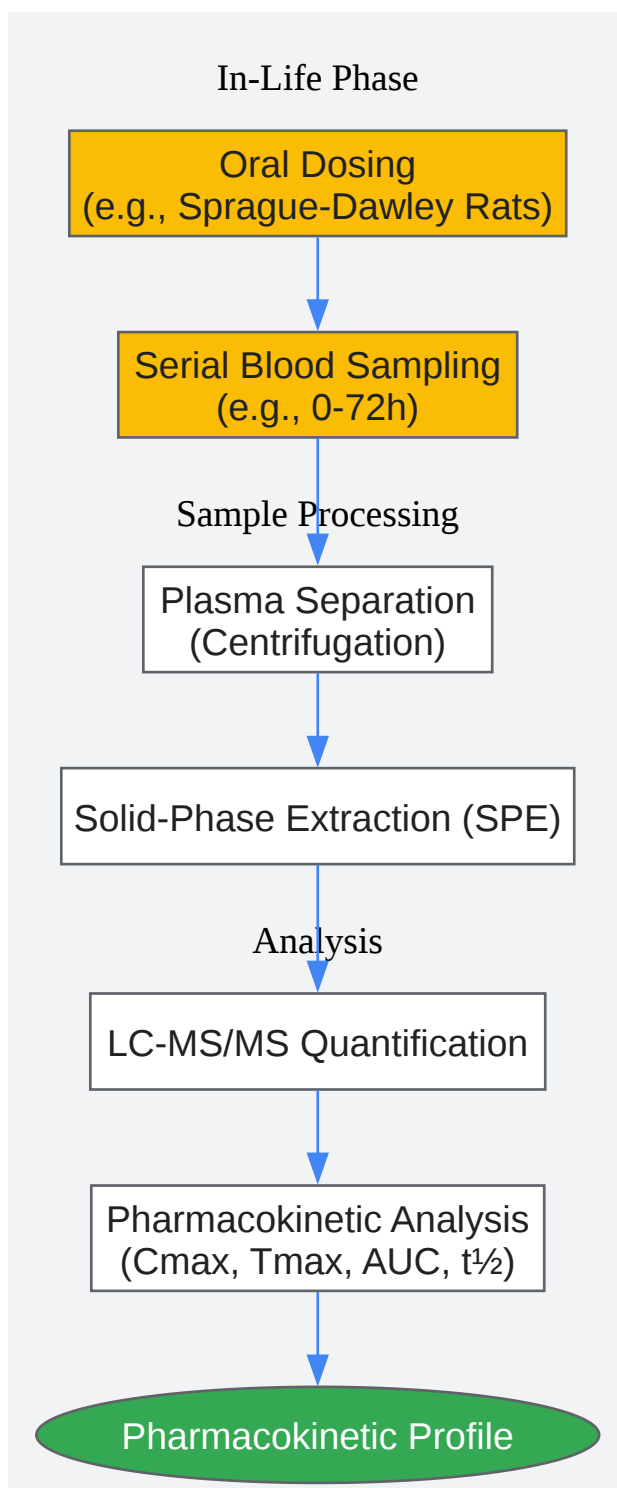 In-Life Phase
Oral Dosing
(e.g., Sprague-Dawley Rats)
Serial Blood Sampling
(e.g., 0-72h)
Sample Processing
Plasma Separation
(Centrifugation)
Solid-Phase Extraction (SPE)
Analysis
LC-MS/MS Quantification
Pharmacokinetic Analysis
(Cmax, Tmax, AUC, t½)
Pharmacokinetic Profile